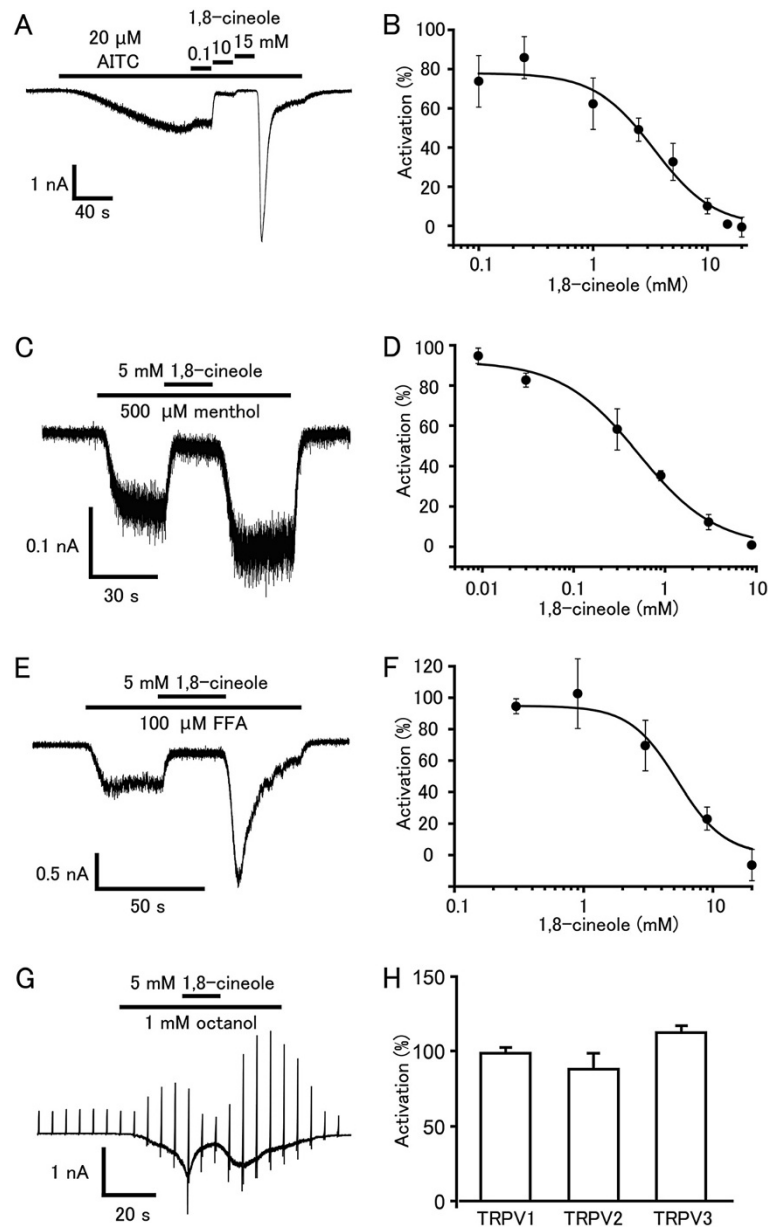 A
1,8-cineole
20 μM
AITC
0.1
10
15 mM
1 nA
40 s
B
Activation (%)
100
80
60
40
20
0
0.1
1
10
1,8-cineole (mM)
C
5 mM 1,8-cineole
500 μM menthol
0.1 nA
30 s
D
Activation (%)
100
80
60
40
20
0
0.01
0.1
1
10
1,8-cineole (mM)
E
5 mM 1,8-cineole
100 μM FFA
0.5 nA
50 s
F
Activation (%)
120
100
80
60
40
20
0
0.1
1
10
1,8-cineole (mM)
G
5 mM 1,8-cineole
1 mM octanol
1 nA
20 s
H
Activation (%)
150
100
50
0
TRPV1
TRPV2
TRPV3